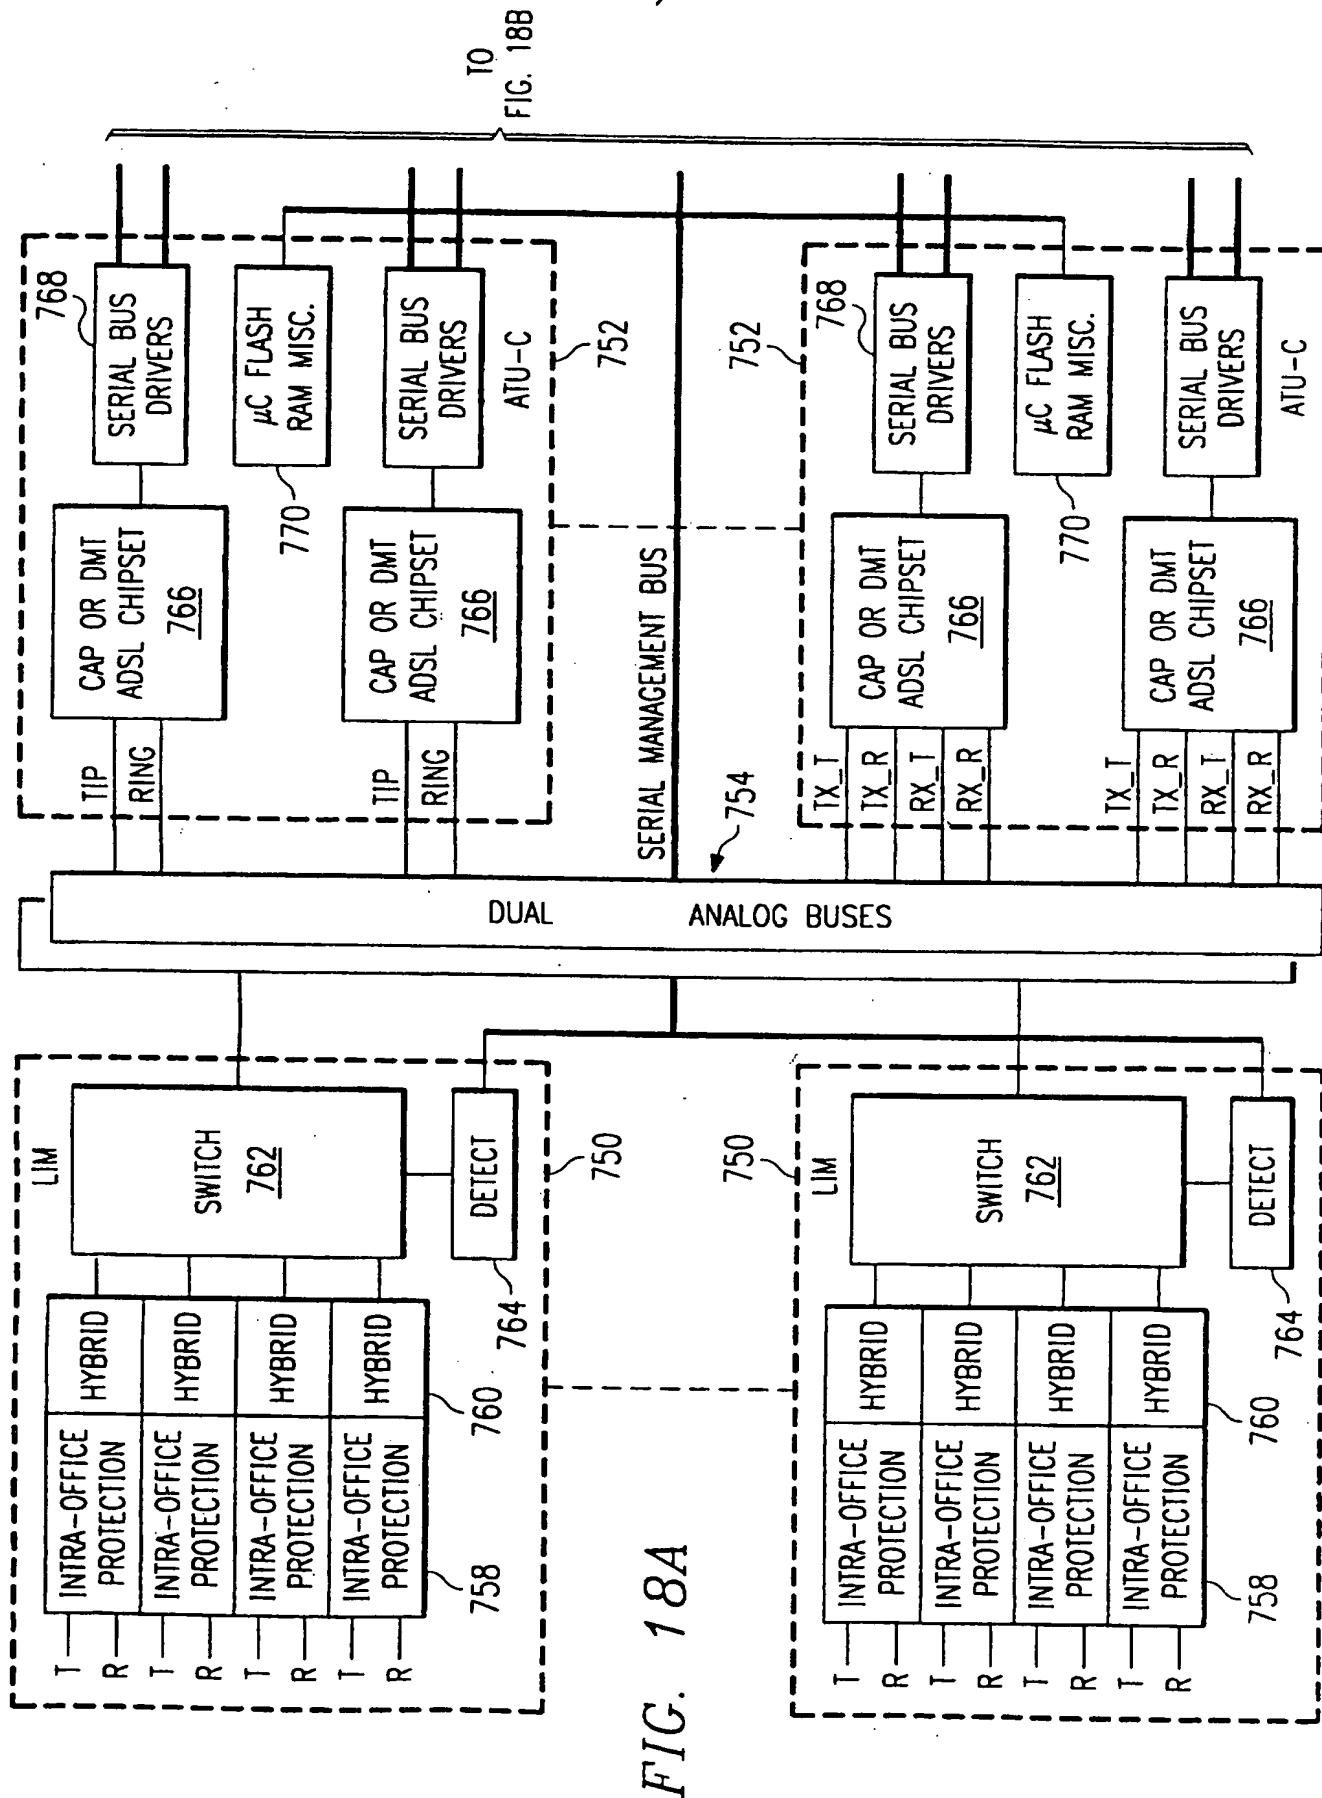 T
R
T
R
T
R
T
R
INTRA-OFFICE
PROTECTION
INTRA-OFFICE
PROTECTION
INTRA-OFFICE
PROTECTION
INTRA-OFFICE
PROTECTION
758
HYBRID
HYBRID
HYBRID
HYBRID
760
LIM
SWITCH
762
DETECT
764
750
TIP
RING
TIP
RING
CAP OR DMT
ADSL CHIPSET
766
CAP OR DMT
ADSL CHIPSET
766
SERIAL BUS
DRIVERS
768
µC FLASH
RAM MISC.
770
SERIAL BUS
DRIVERS
ATU-C
752
TO
FIG. 18B
DUAL ANALOG BUSES
754
SERIAL MANAGEMENT BUS
FIG. 18A
T
R
T
R
T
R
T
R
INTRA-OFFICE
PROTECTION
INTRA-OFFICE
PROTECTION
INTRA-OFFICE
PROTECTION
INTRA-OFFICE
PROTECTION
758
HYBRID
HYBRID
HYBRID
HYBRID
760
750
LIM
SWITCH
762
DETECT
764
TX_T
TX_R
RX_T
RX_R
TX_T
TX_R
RX_T
RX_R
CAP OR DMT
ADSL CHIPSET
766
CAP OR DMT
ADSL CHIPSET
766
752
768
SERIAL BUS
DRIVERS
µC FLASH
RAM MISC.
770
SERIAL BUS
DRIVERS
ATU-C